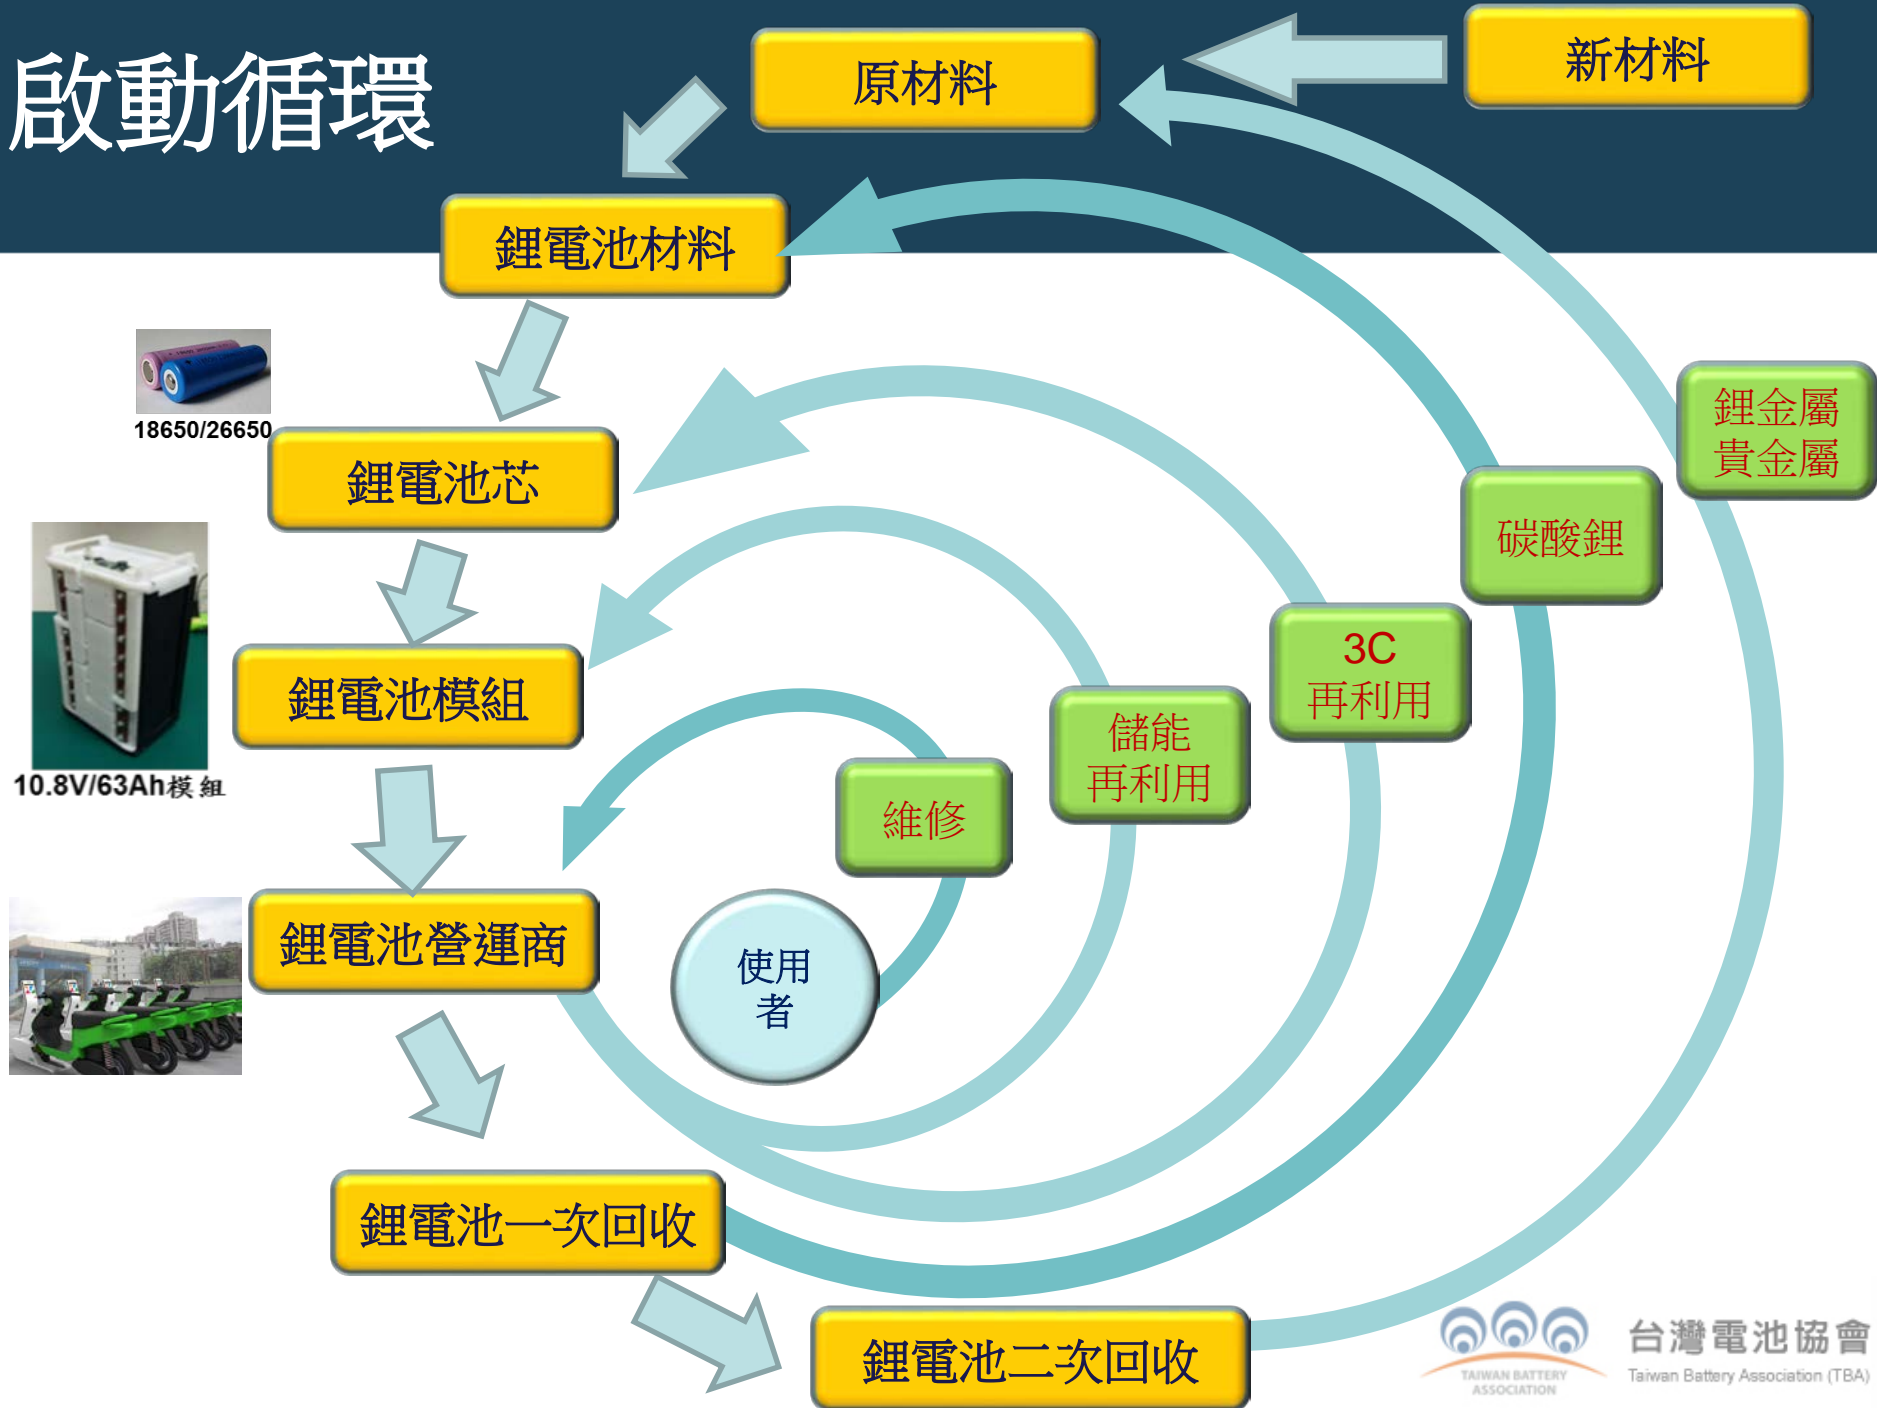 啟動循環
原材料
新材料
鋰電池材料
18650/26650
鋰電池芯
鋰金屬
貴金屬
碳酸鋰
3C
再利用
儲能
再利用
鋰電池模組
10.8V/63Ah模組
維修
鋰電池營運商
使用
者
鋰電池一次回收
鋰電池二次回收
TAIWAN BATTERY
ASSOCIATION
台灣電池協會
Taiwan Battery Association (TBA)